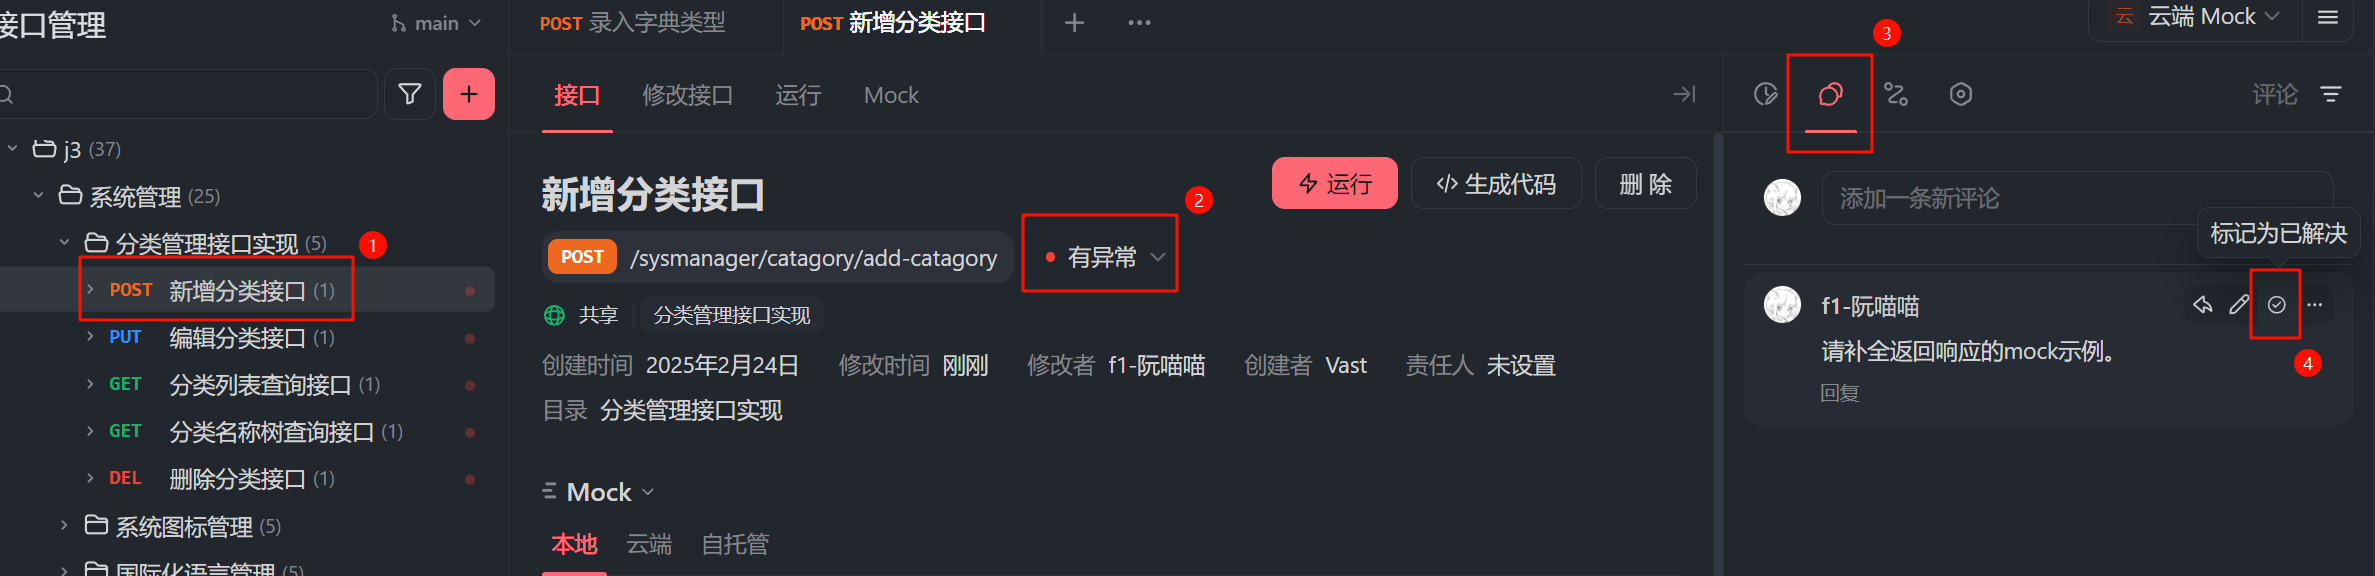 接口管理
main
POST 录入字典类型
POST 新增分类接口
云 云端 Mock
3
接口
修改接口
运行
Mock
评论
j3 (37)
系统管理 (25)
分类管理接口实现 (5)
1
POST 新增分类接口 (1)
PUT 编辑分类接口 (1)
GET 分类列表查询接口 (1)
GET 分类名称树查询接口 (1)
DEL 删除分类接口 (1)
系统图标管理 (5)
国际化语言管理 (5)
新增分类接口
运行
生成代码
删 除
2
POST /sysmanager/catagory/add-catagory
有异常
共享
分类管理接口实现
创建时间 2025年2月24日 修改时间 刚刚 修改者 f1-阮喵喵 创建者 Vast 责任人 未设置
目录 分类管理接口实现
Mock
本地 云端 自托管
添加一条新评论
标记为已解决
f1-阮喵喵
请补全返回响应的mock示例。
4
回复